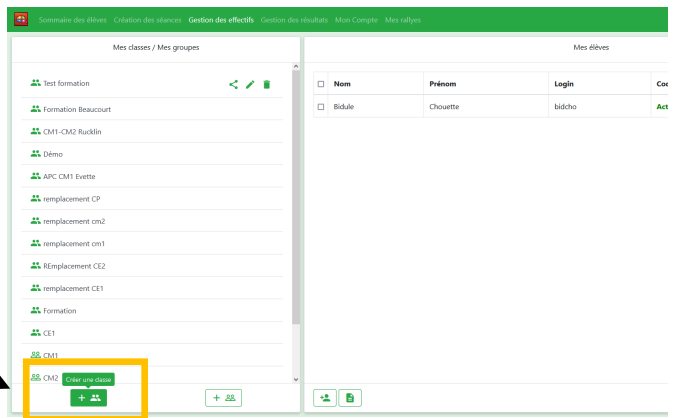 Sommaire des élèves Création des séances Gestion des effectifs Gestion des résultats Mon Compte Mes rallyes
Mes classes / Mes groupes
Test formation
Formation Beaucourt
CM1-CM2 Rucklin
Démo
APC CM1 Evette
remplacement CP
remplacement cm2
remplacement cm1
REmplacement CE2
remplacement CE1
Formation
CE1
CM1
CM2
Créer une classe
Mes élèves
Nom Prénom Login
Bidule Chouette bidcho Act